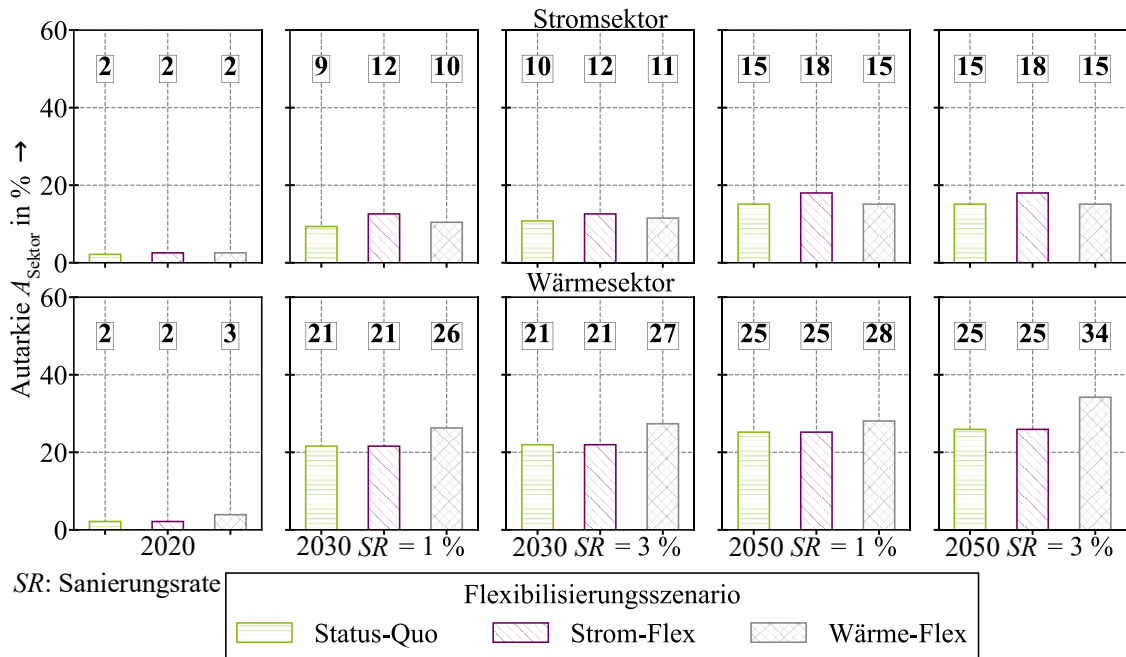 Stromsektor
60
40
20
0
2 2 2
9 12 10
10 12 11
15 18 15
15 18 15
Autarkie A_Sektor in % →
Wärmesektor
60
40
20
0
2 2 3
21 21 26
21 21 27
25 25 28
25 25 34
2020
2030 SR = 1 %
2030 SR = 3 %
2050 SR = 1 %
2050 SR = 3 %
SR: Sanierungsrate
Flexibilisierungsszenario
Status-Quo
Strom-Flex
Wärme-Flex